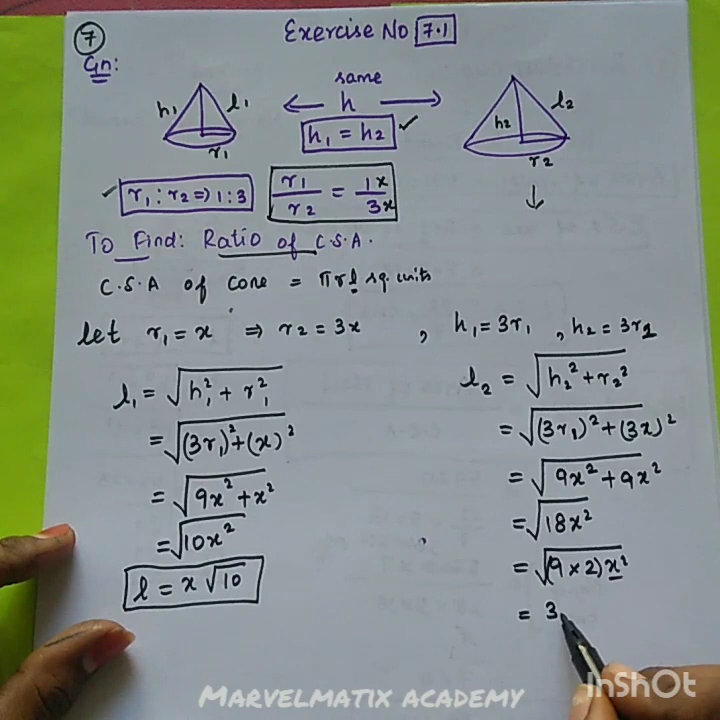 7 Exercise No 7.1
Gn:
h₁ l₁ r₁
same
← h →
h₁ = h₂ ✓
h₂ l₂ r₂
✓ r₁ : r₂ ⇒ 1 : 3
r₁/r₂ = 1x/3x
↓
To Find: Ratio of C.S.A.
C.S.A of cone = πrl sq.units
let r₁ = x ⇒ r₂ = 3x , h₁ = 3r₁ , h₂ = 3r₂
l₁ = √h₁² + r₁²
= √(3r₁)² + (x)²
= √9x² + x²
= √10x²
l = x√10
l₂ = √h₂² + r₂²
= √(3r₁)² + (3x)²
= √9x² + 9x²
= √18x²
= √(9 × 2)x²
= 3
MARVELMATIX ACADEMY
InShOt